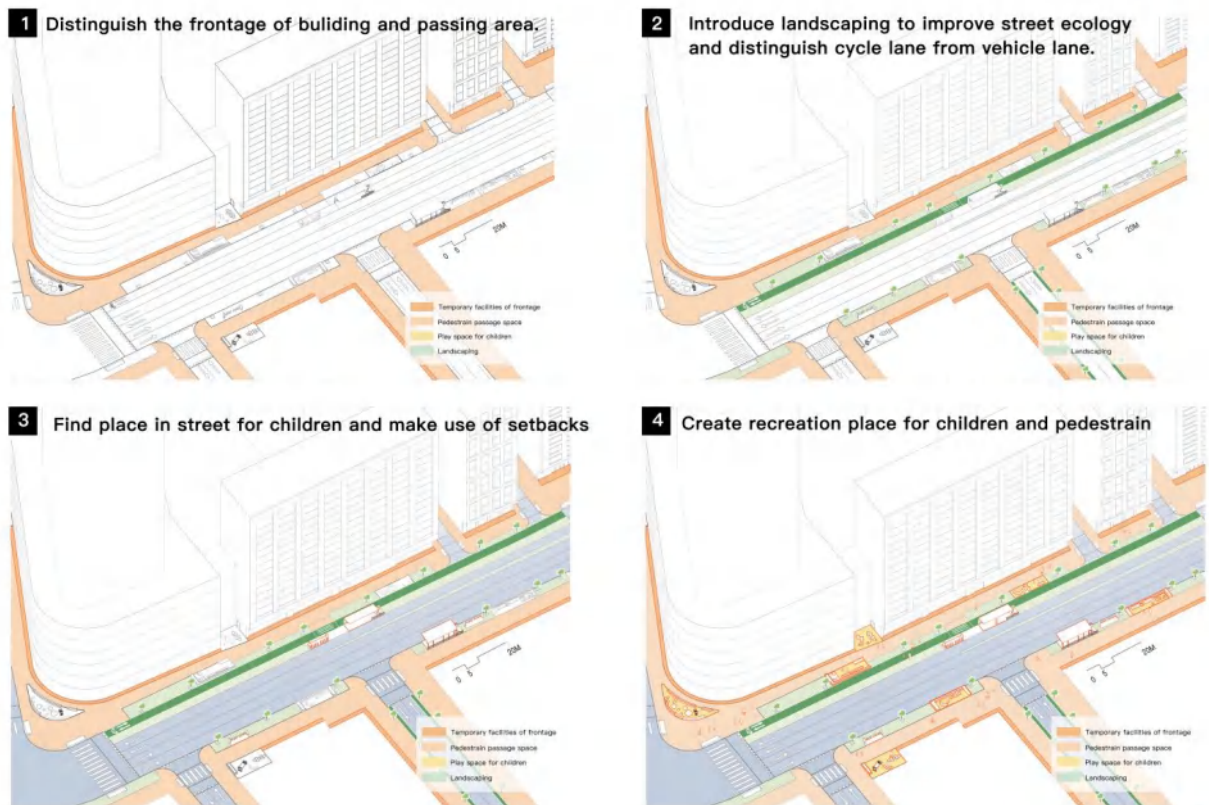 1 Distinguish the frontage of buliding and passing area.
0 5 20M
Temporary facilities of frontage
Pedestrain passage space
Play space for children
Landscaping
2 Introduce landscaping to improve street ecology
and distinguish cycle lane from vehicle lane.
0 5 20M
Temporary facilities of frontage
Pedestrain passage space
Play space for children
Landscaping
3 Find place in street for children and make use of setbacks
0 5 20M
Temporary facilities of frontage
Pedestrain passage space
Play space for children
Landscaping
4 Create recreation place for children and pedestrain
0 5 20M
Temporary facilities of frontage
Pedestrain passage space
Play space for children
Landscaping